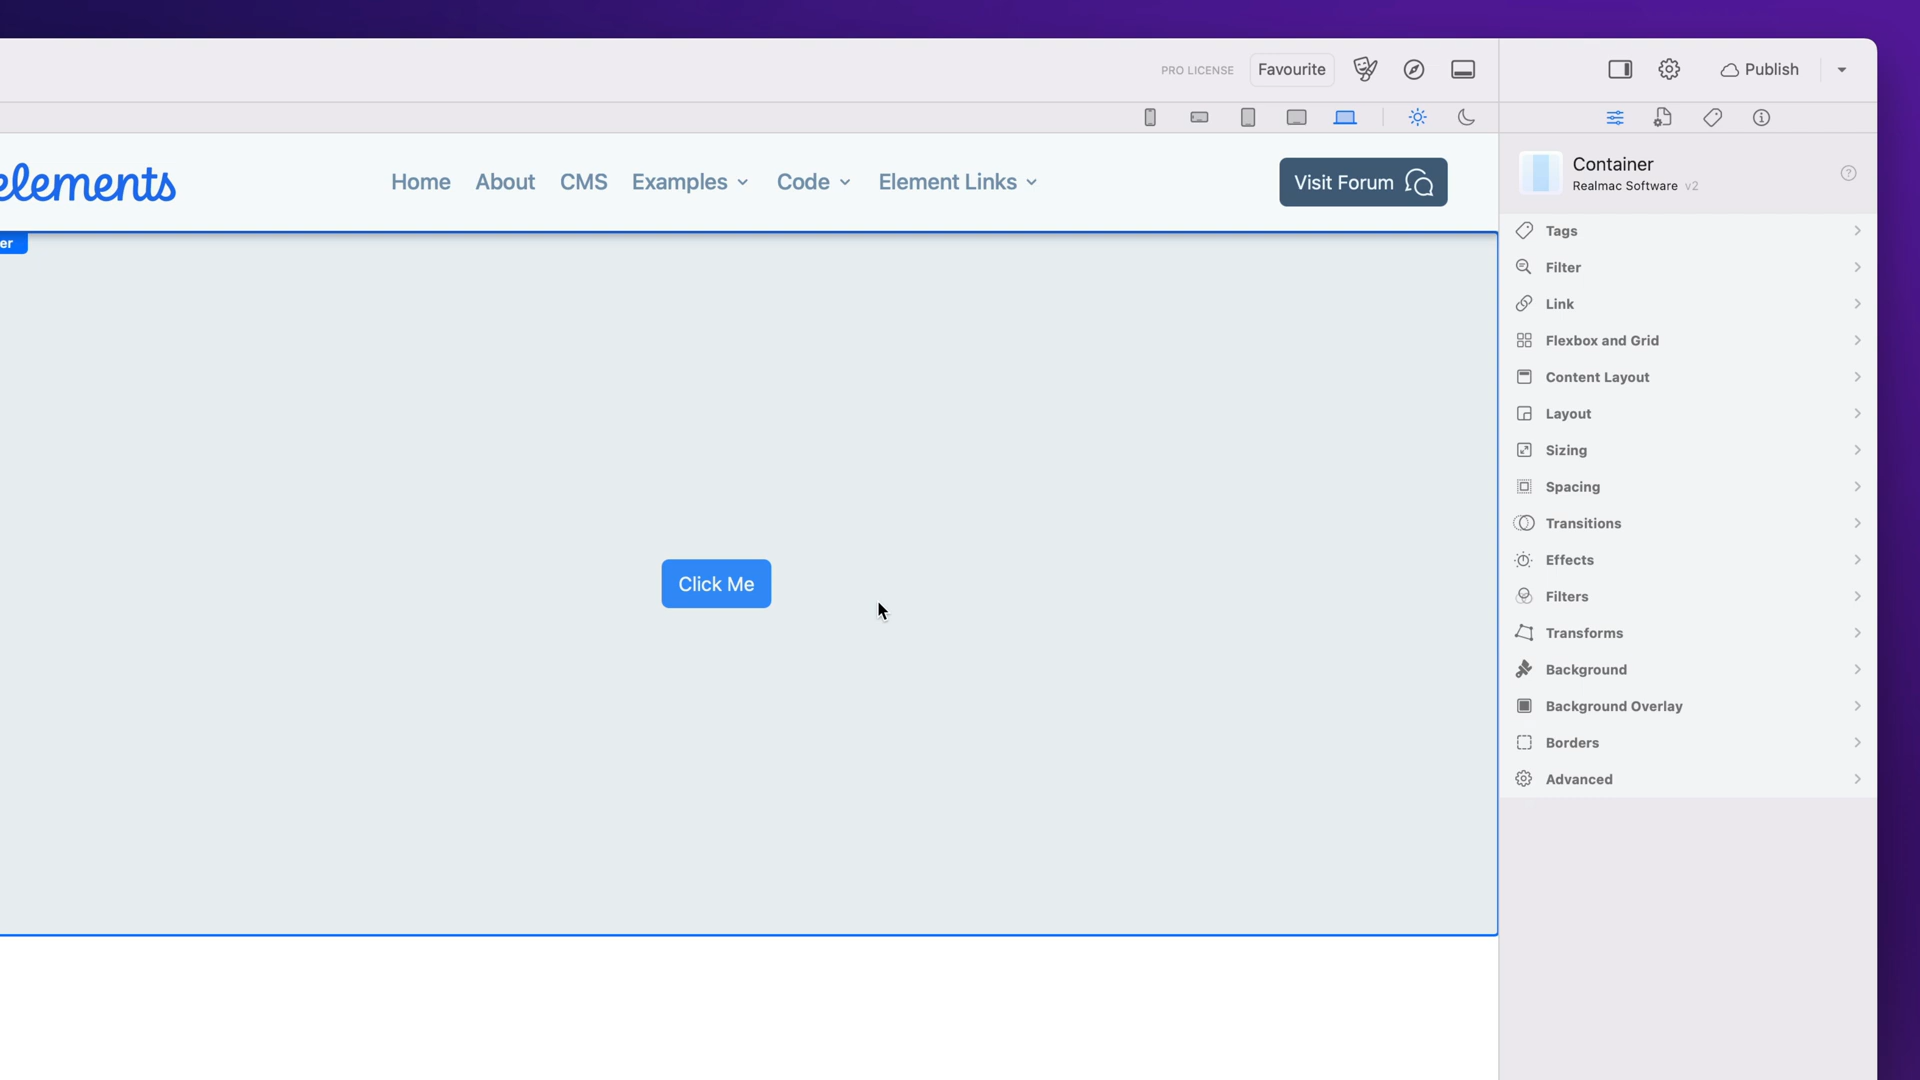 PRO LICENSE
Favourite
Publish
elements
Home
About
CMS
Examples
Code
Element Links
Visit Forum
er
Click Me
Container
Realmac Software v2
Tags
Filter
Link
Flexbox and Grid
Content Layout
Layout
Sizing
Spacing
Transitions
Effects
Filters
Transforms
Background
Background Overlay
Borders
Advanced